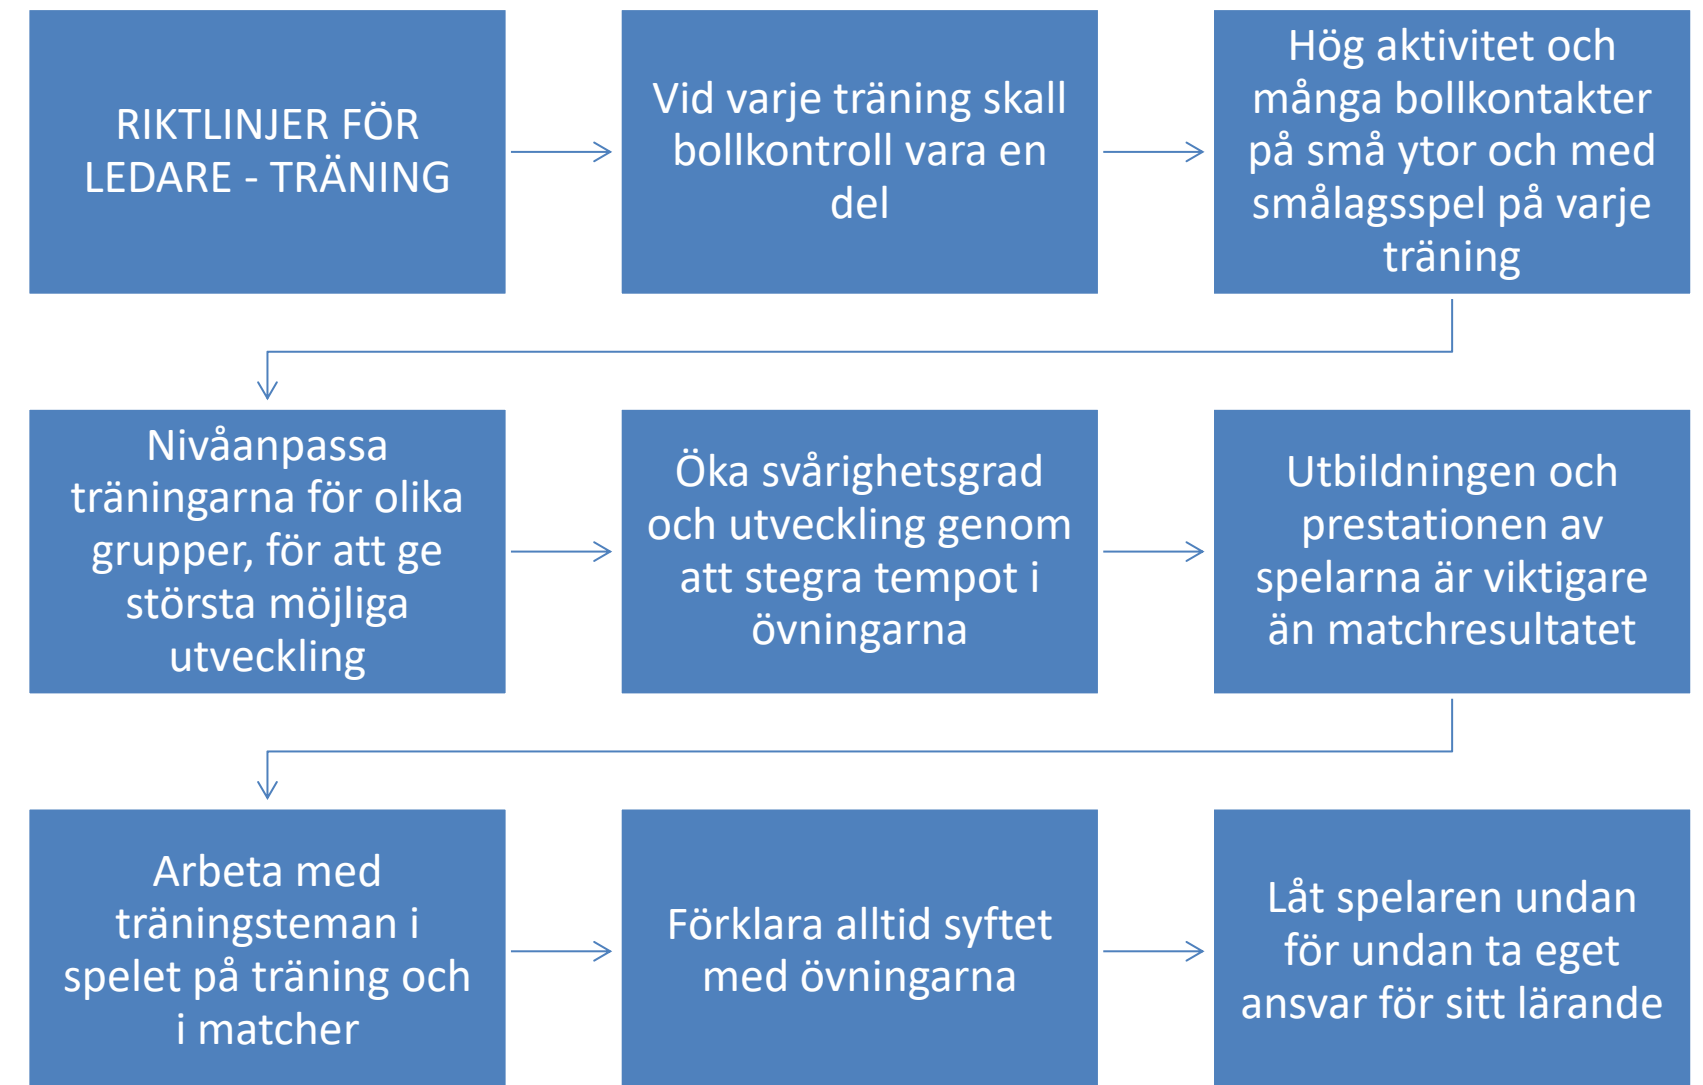 RIKTLINJER FÖR
LEDARE - TRÄNING
Vid varje träning skall
bollkontroll vara en
del
Hög aktivitet och
många bollkontakter
på små ytor och med
smålagsspel på varje
träning
Nivåanpassa
träningarna för olika
grupper, för att ge
största möjliga
utveckling
Öka svårighetsgrad
och utveckling genom
att stegra tempot i
övningarna
Utbildningen och
prestationen av
spelarna är viktigare
än matchresultatet
Arbeta med
träningsteman i
spelet på träning och
i matcher
Förklara alltid syftet
med övningarna
Låt spelaren undan
för undan ta eget
ansvar för sitt lärande